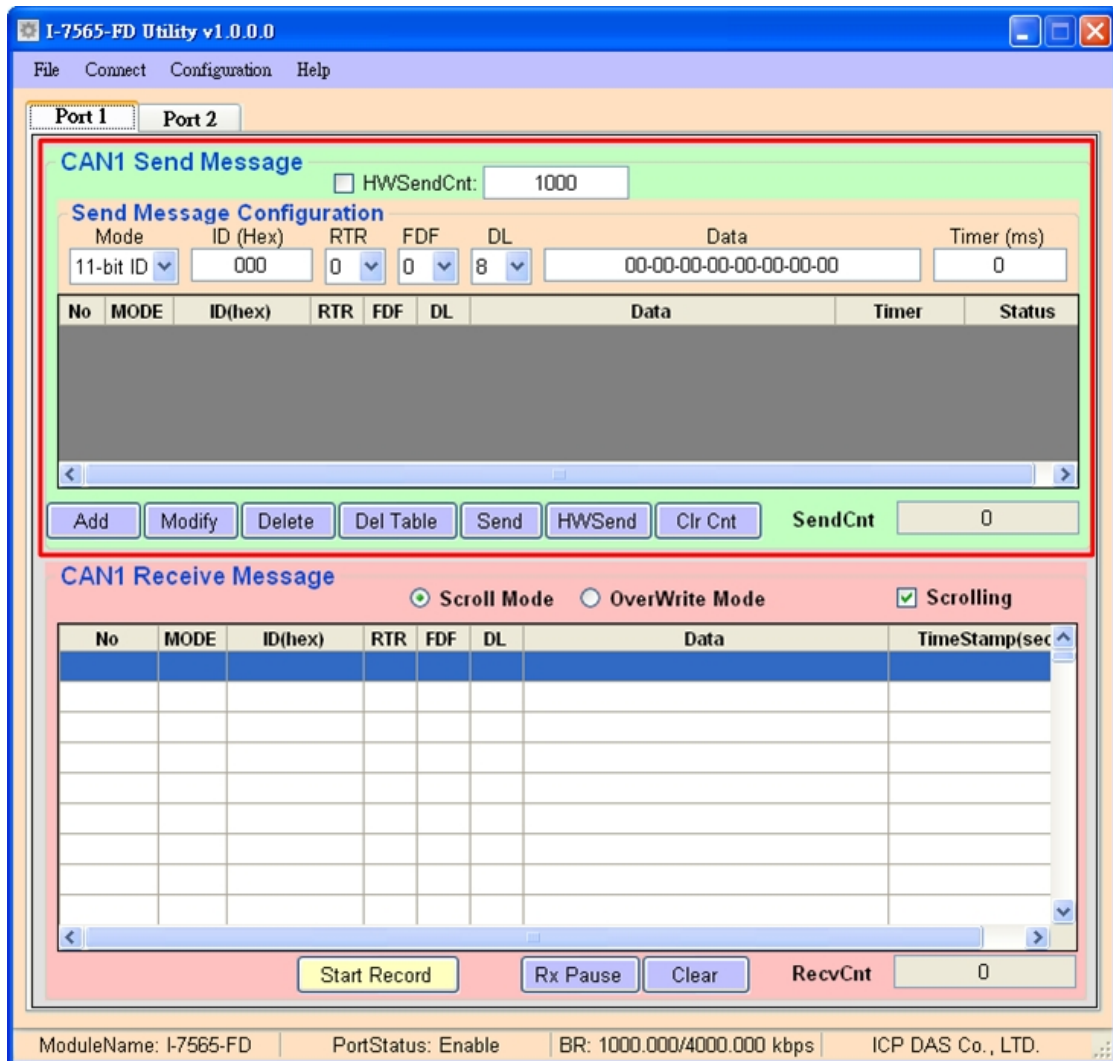 I-7565-FD Utility v1.0.0.0
File Connect Configuration Help
Port 1 Port 2
CAN1 Send Message
HWSendCnt: 1000
Send Message Configuration
Mode ID (Hex) RTR FDF DL Data Timer (ms)
11-bit ID 000 0 0 8 00-00-00-00-00-00-00-00 0
No MODE ID(hex) RTR FDF DL Data Timer Status
Add Modify Delete Del Table Send HWSend Clr Cnt SendCnt 0
CAN1 Receive Message
Scroll Mode OverWrite Mode Scrolling
No MODE ID(hex) RTR FDF DL Data TimeStamp(sec
Start Record Rx Pause Clear RecvCnt 0
ModuleName: I-7565-FD PortStatus: Enable BR: 1000.000/4000.000 kbps ICP DAS Co., LTD.